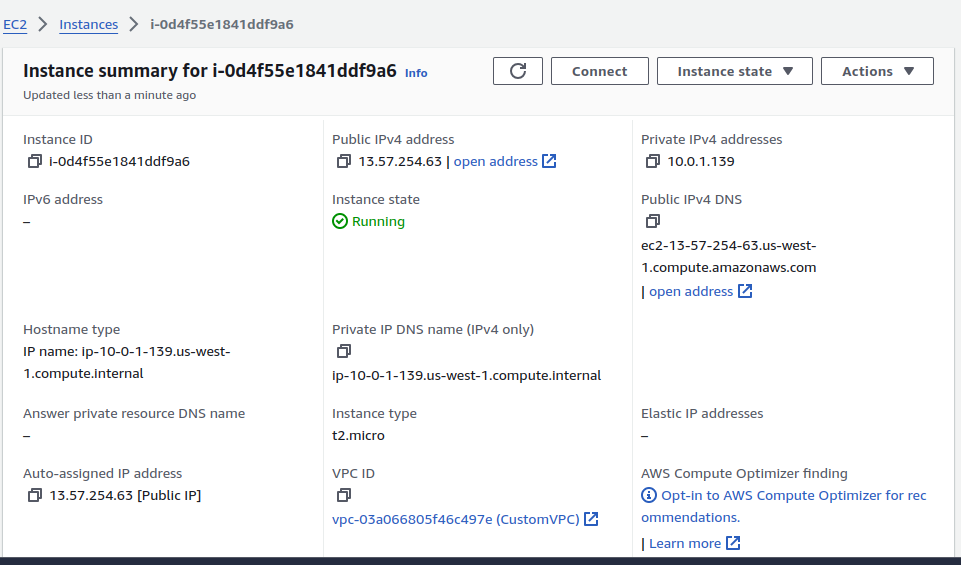 EC2 > Instances > i-0d4f55e1841ddf9a6
Instance summary for i-0d4f55e1841ddf9a6 Info
Connect
Instance state
Actions
Updated less than a minute ago
Instance ID
i-0d4f55e1841ddf9a6
Public IPv4 address
13.57.254.63 | open address
Private IPv4 addresses
10.0.1.139
IPv6 address
–
Instance state
Running
Public IPv4 DNS
ec2-13-57-254-63.us-west-
1.compute.amazonaws.com
| open address
Hostname type
IP name: ip-10-0-1-139.us-west-
1.compute.internal
Private IP DNS name (IPv4 only)
ip-10-0-1-139.us-west-1.compute.internal
Answer private resource DNS name
–
Instance type
t2.micro
Elastic IP addresses
–
Auto-assigned IP address
13.57.254.63 [Public IP]
VPC ID
vpc-03a066805f46c497e (CustomVPC)
AWS Compute Optimizer finding
Opt-in to AWS Compute Optimizer for rec
ommendations.
| Learn more